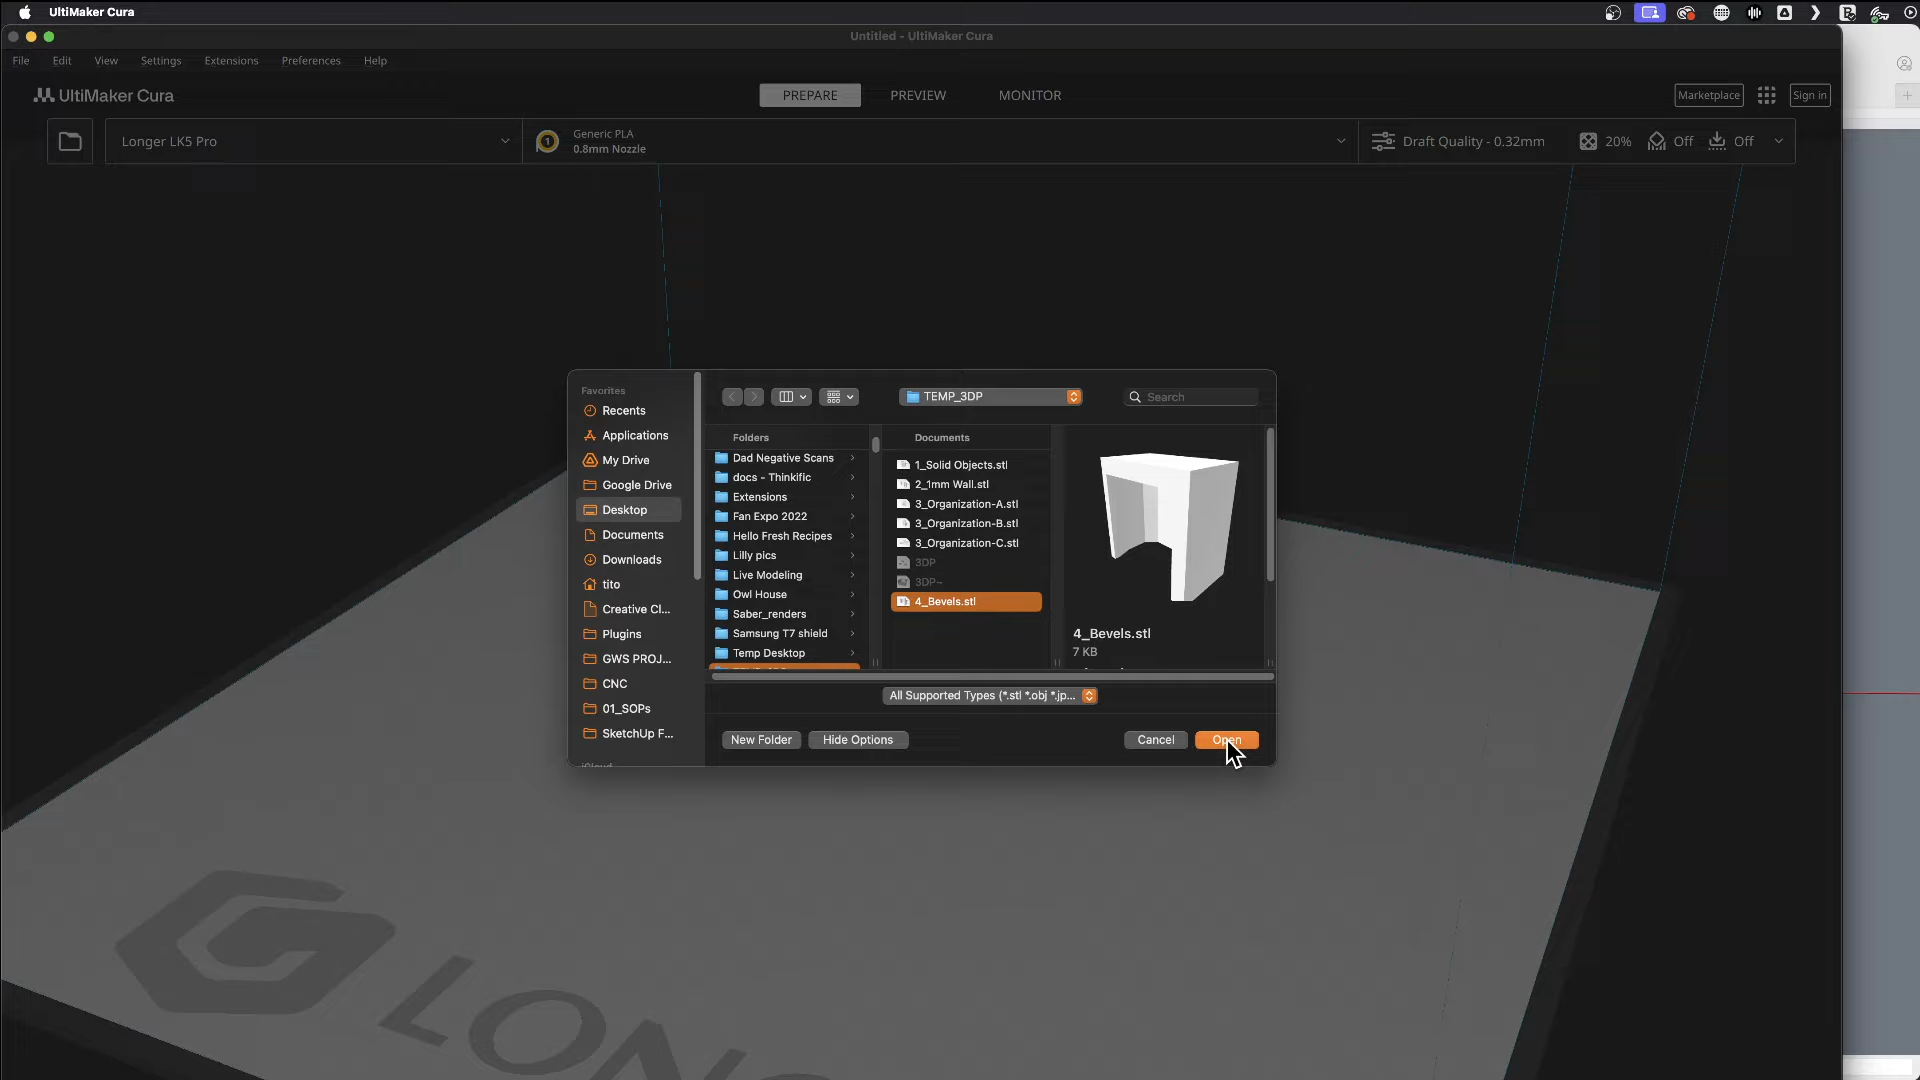 UltiMaker Cura
Untitled - UltiMaker Cura
File Edit View Settings Extensions Preferences Help
UltiMaker Cura
PREPARE PREVIEW MONITOR
Marketplace
Sign in
Longer LK5 Pro
1
Generic PLA
0.8mm Nozzle
Draft Quality - 0.32mm
20%
Off
Off
Favorites
Recents
Applications
My Drive
Google Drive
Desktop
Documents
Downloads
tito
Creative Cl...
Plugins
GWS PROJ...
CNC
01_SOPs
SketchUp F...
TEMP_3DP
Search
Folders
Dad Negative Scans
docs - Thinkific
Extensions
Fan Expo 2022
Hello Fresh Recipes
Lilly pics
Live Modeling
Owl House
Saber_renders
Samsung T7 shield
Temp Desktop
Documents
1_Solid Objects.stl
2_1mm Wall.stl
3_Organization-A.stl
3_Organization-B.stl
3_Organization-C.stl
3DP
3DP~
4_Bevels.stl
4_Bevels.stl
7 KB
All Supported Types (*.stl *.obj *.jp...
New Folder
Hide Options
Cancel
Open
LON